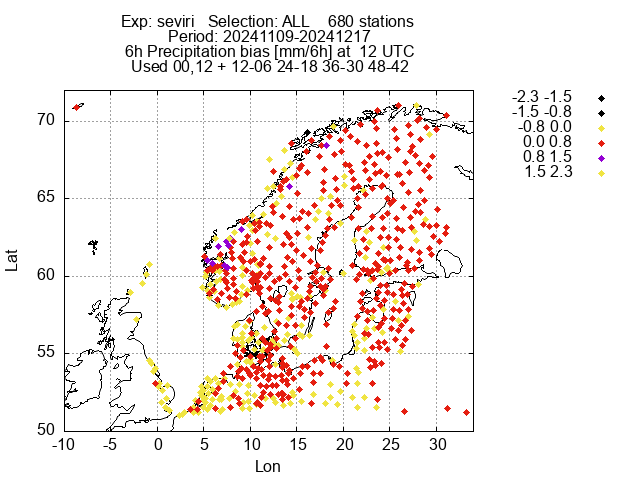 Exp: seviri   Selection: ALL    680 stations
Period: 20241109-20241217
6h Precipitation bias [mm/6h] at  12 UTC
Used 00,12 + 12-06 24-18 36-30 48-42
-2.3 -1.5
-1.5 -0.8
-0.8 0.0
0.0 0.8
0.8 1.5
1.5 2.3
70
65
60
55
50
Lat
-10 -5 0 5 10 15 20 25 30
Lon